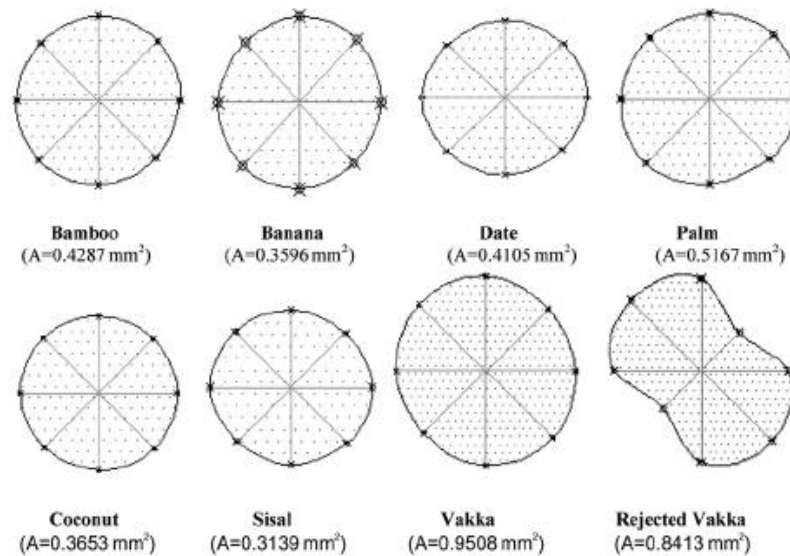 Bamboo Banana Date Palm
(A=0.4287 mm²) (A=0.3596 mm²) (A=0.4105 mm²) (A=0.5167 mm²)
Coconut Sisal Vakka Rejected Vakka
(A=0.3653 mm²) (A=0.3139 mm²) (A=0.9508 mm²) (A=0.8413 mm²)